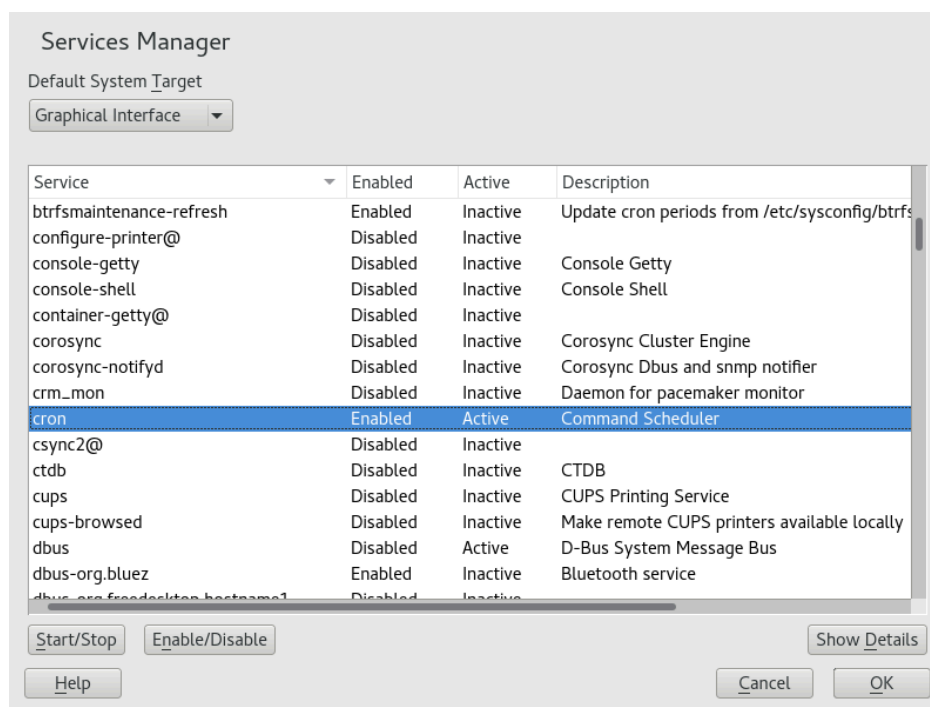 Services Manager
Default System Target
Graphical Interface
Service Enabled Active Description
btrfsmaintenance-refresh Enabled Inactive Update cron periods from /etc/sysconfig/btrfs
configure-printer@ Disabled Inactive
console-getty Disabled Inactive Console Getty
console-shell Disabled Inactive Console Shell
container-getty@ Disabled Inactive
corosync Disabled Inactive Corosync Cluster Engine
corosync-notifyd Disabled Inactive Corosync Dbus and snmp notifier
crm_mon Disabled Inactive Daemon for pacemaker monitor
cron Enabled Active Command Scheduler
csync2@ Disabled Inactive
ctdb Disabled Inactive CTDB
cups Disabled Inactive CUPS Printing Service
cups-browsed Disabled Inactive Make remote CUPS printers available locally
dbus Disabled Active D-Bus System Message Bus
dbus-org.bluez Enabled Inactive Bluetooth service
dbus-org.freedesktop.hostname1 Disabled Inactive
Start/Stop Enable/Disable Show Details
Help Cancel OK